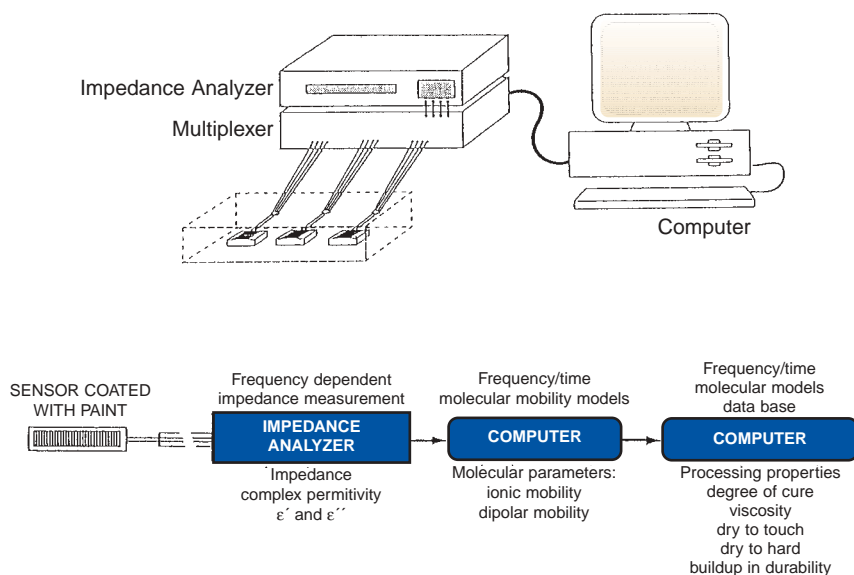 Impedance Analyzer
Multiplexer
Computer
SENSOR COATED
WITH PAINT
Frequency dependent
impedance measurement
IMPEDANCE
ANALYZER
Impedance
complex permitivity
ε´ and ε´´
Frequency/time
molecular mobility models
COMPUTER
Molecular parameters:
ionic mobility
dipolar mobility
Frequency/time
molecular models
data base
COMPUTER
Processing properties
degree of cure
viscosity
dry to touch
dry to hard
buildup in durability